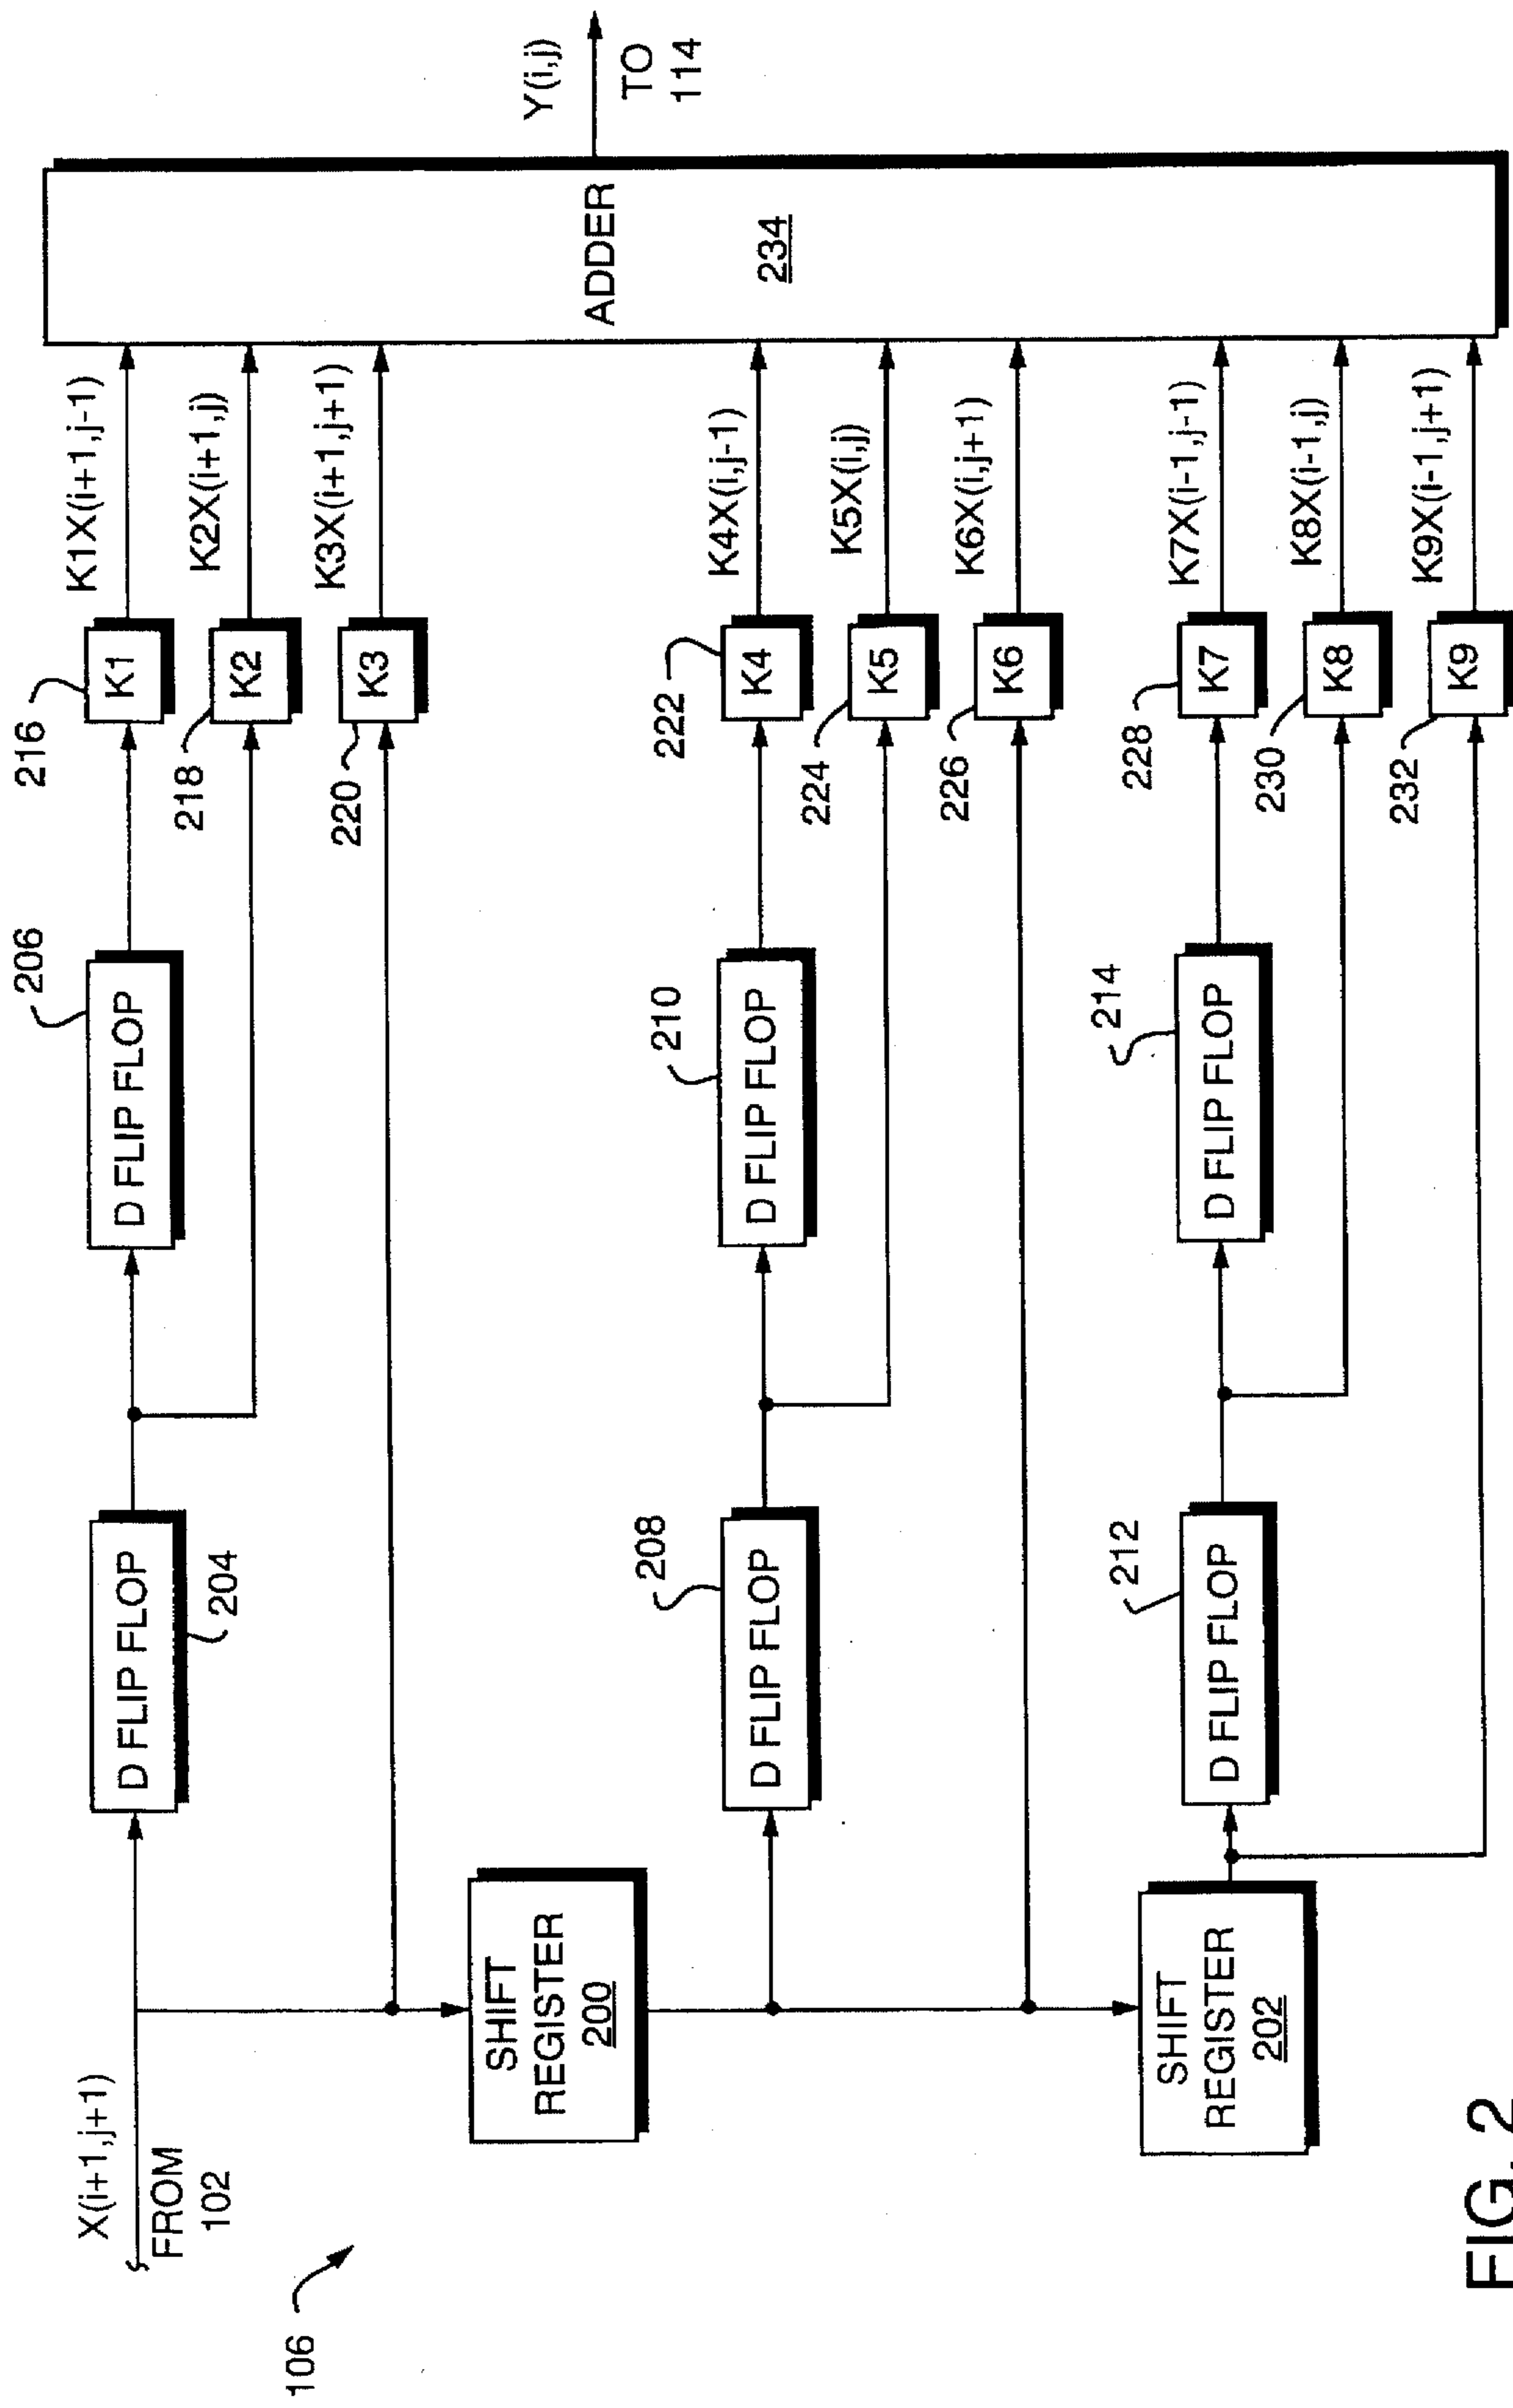 106
X(i+1,j+1)
FROM
102
D FLIP FLOP
204
D FLIP FLOP
206
216
K1
K1X(i+1,j-1)
218
K2
K2X(i+1,j)
220
K3
K3X(i+1,j+1)
SHIFT
REGISTER
200
D FLIP FLOP
208
D FLIP FLOP
210
222
K4
K4X(i,j-1)
224
K5
K5X(i,j)
226
K6
K6X(i,j+1)
SHIFT
REGISTER
202
D FLIP FLOP
212
D FLIP FLOP
214
228
K7
K7X(i-1,j-1)
230
K8
K8X(i-1,j)
232
K9
K9X(i-1,j+1)
ADDER
234
Y(i,j)
TO
114
FIG. 2